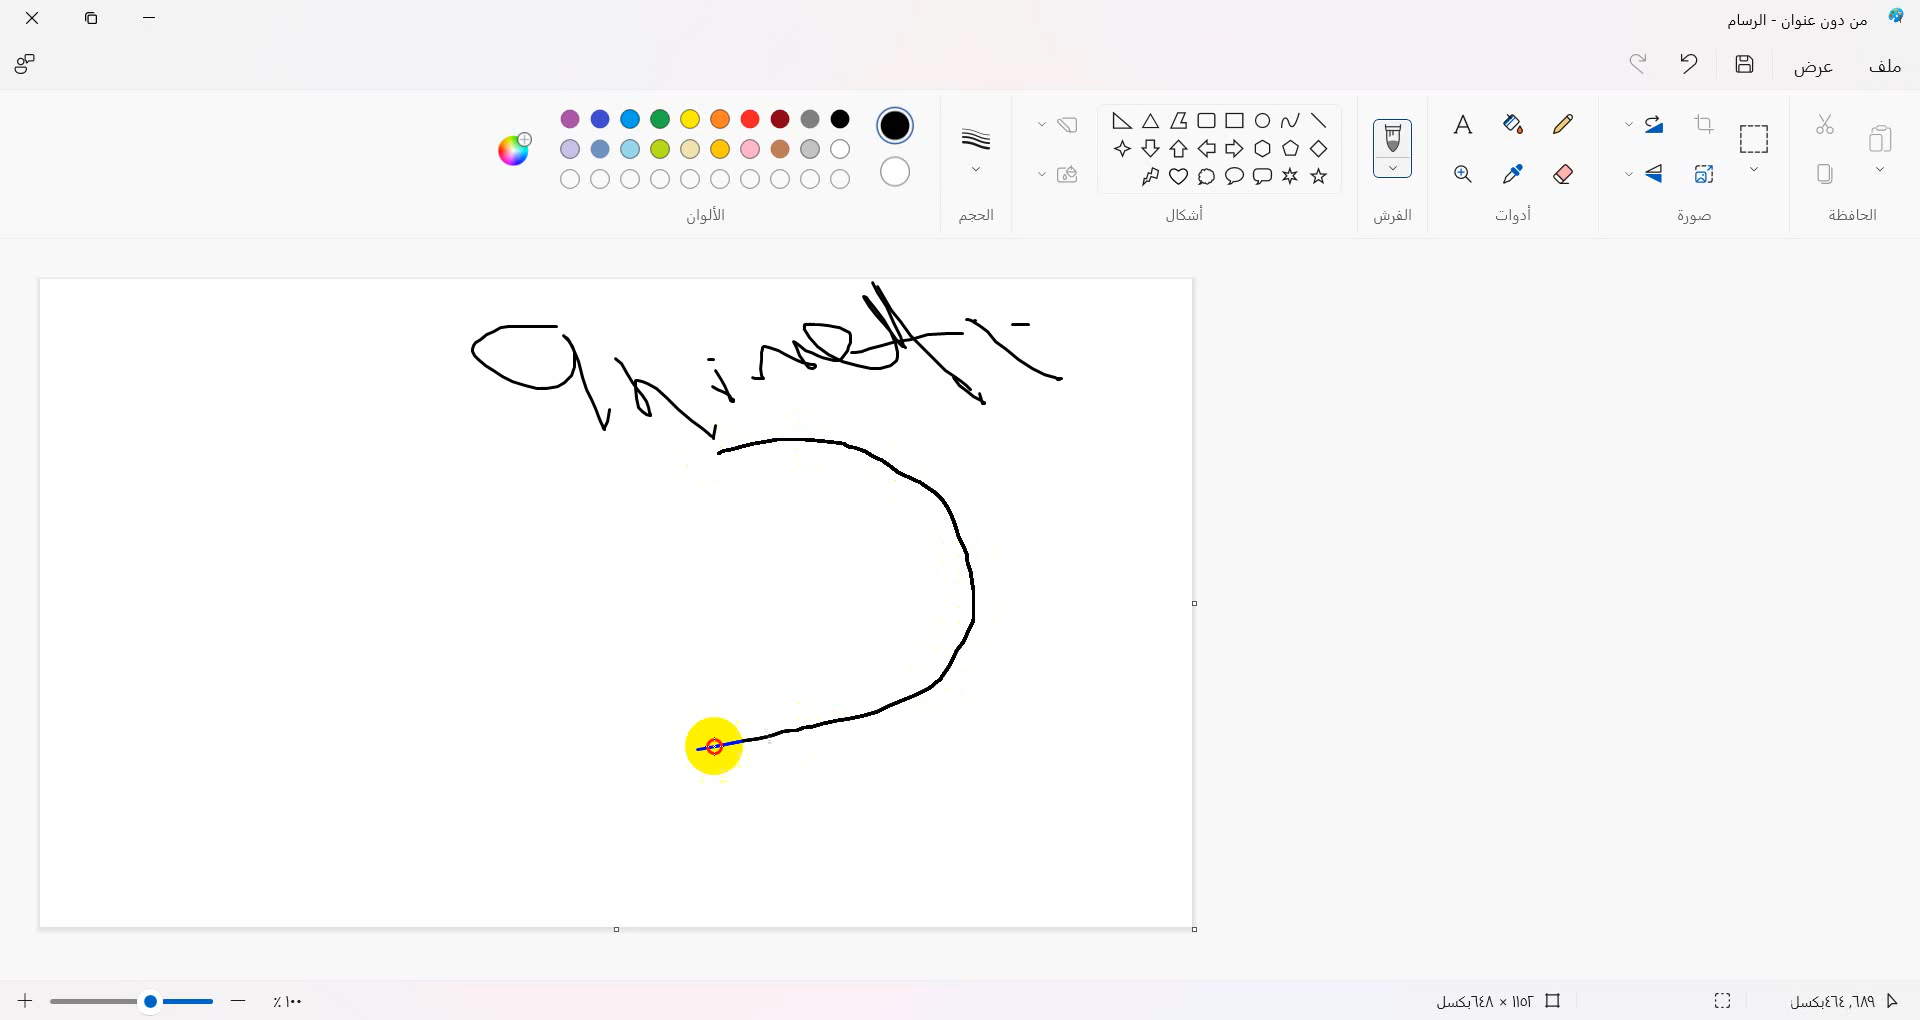 من دون عنوان - الرسام
ملف
عرض
الحافظة
صورة
أدوات
الفرش
أشكال
الحجم
الألوان
٦٨٩, ٤٦٤بكسل
١١٥٢ × ٦٤٨بكسل
١٠٠ ٪